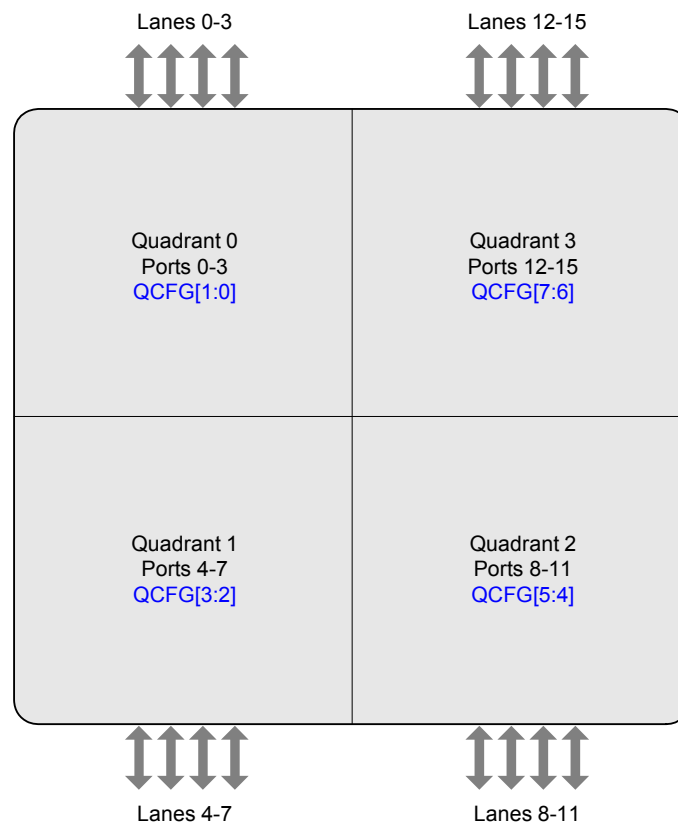 Lanes 0-3
Lanes 12-15
Quadrant 0
Ports 0-3
QCFG[1:0]
Quadrant 3
Ports 12-15
QCFG[7:6]
Quadrant 1
Ports 4-7
QCFG[3:2]
Quadrant 2
Ports 8-11
QCFG[5:4]
Lanes 4-7
Lanes 8-11